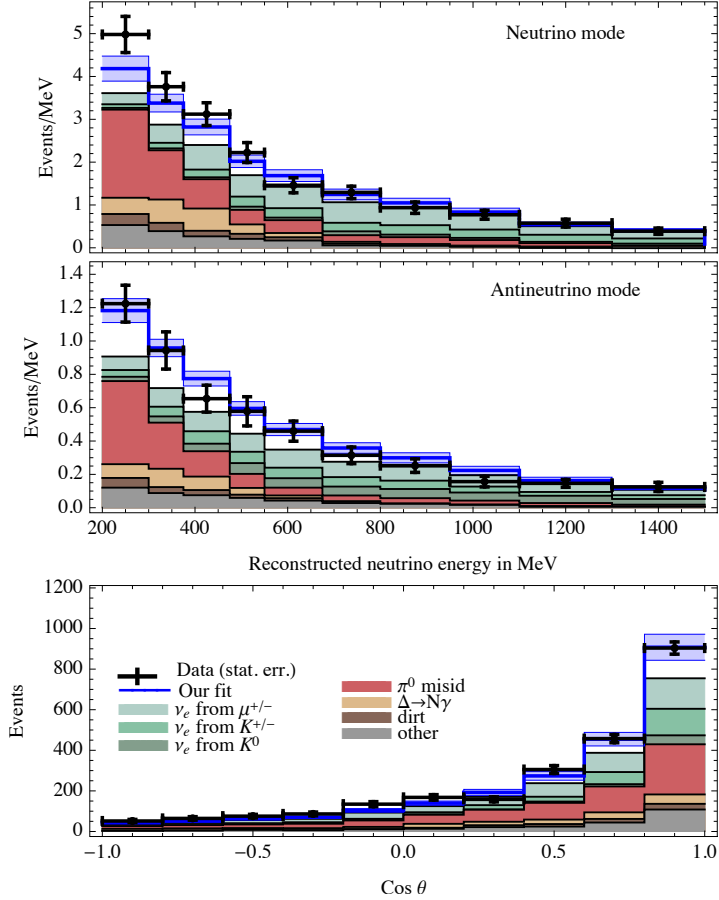 Neutrino mode
Events/MeV
5
4
3
2
1
0
Antineutrino mode
Events/MeV
1.4
1.2
1.0
0.8
0.6
0.4
0.2
0.0
200 400 600 800 1000 1200 1400
Reconstructed neutrino energy in MeV
Events
1200
1000
800
600
400
200
0
Data (stat. err.)
Our fit
νe from μ+/−
νe from K+/−
νe from K0
π0 misid
Δ→Nγ
dirt
other
−1.0 −0.5 0.0 0.5 1.0
Cos θ